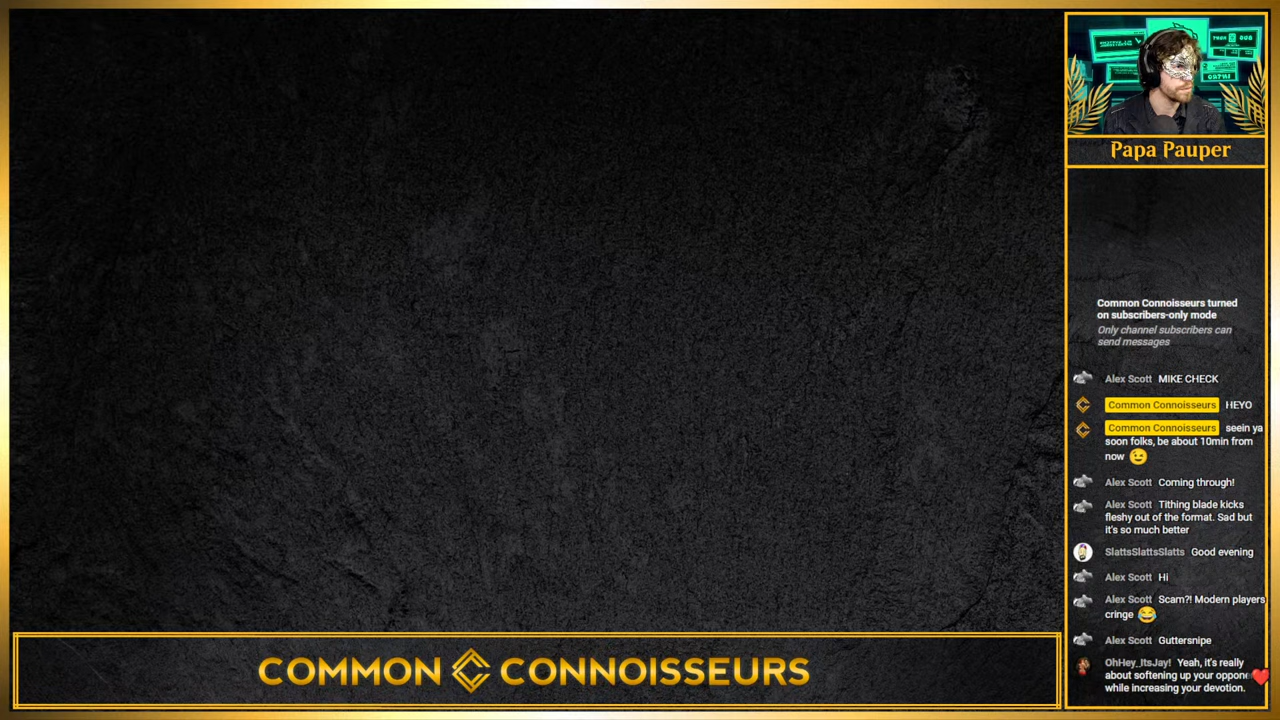 Papa Pauper
Common Connoisseurs turned
on subscribers-only mode
Only channel subscribers can
send messages
Alex Scott MIKE CHECK
Common Connoisseurs HEYO
Common Connoisseurs seein ya
soon folks, be about 10min from
now 😉
Alex Scott Coming through!
Alex Scott Tithing blade kicks
fleshy out of the format. Sad but
it's so much better
SlattsSlattsSlatts Good evening
Alex Scott Hi
Alex Scott Scam?! Modern players
cringe 😂
Alex Scott Guttersnipe
OhHey_ItsJay! Yeah, it's really
about softening up your
while increasing your devotion.
COMMON CONNOISSEURS